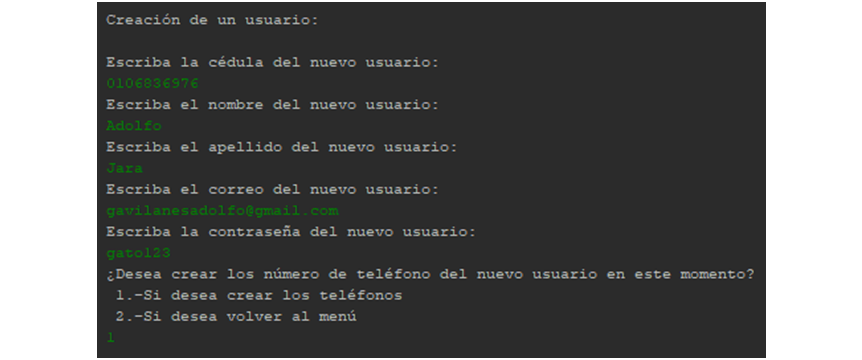 Creación de un usuario:
Escriba la cédula del nuevo usuario:
0106836976
Escriba el nombre del nuevo usuario:
Adolfo
Escriba el apellido del nuevo usuario:
Jara
Escriba el correo del nuevo usuario:
gavilanesadolfo@gmail.com
Escriba la contraseña del nuevo usuario:
gato123
¿Desea crear los número de teléfono del nuevo usuario en este momento?
1.-Si desea crear los teléfonos
2.-Si desea volver al menú
1